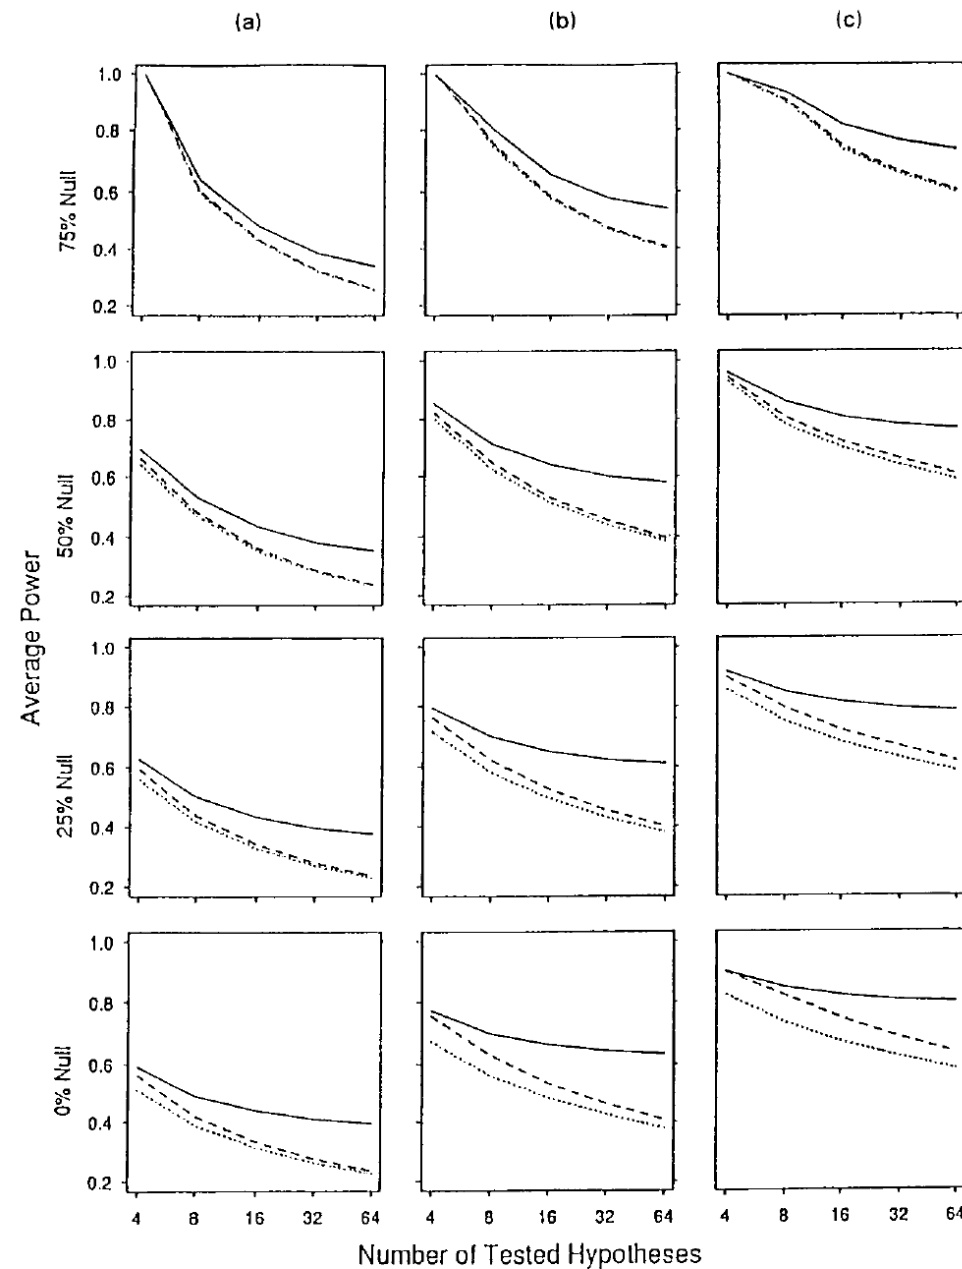 (a) (b) (c)
75% Null
1.0
0.8
0.6
0.4
0.2
50% Null
1.0
0.8
0.6
0.4
0.2
Average Power
25% Null
1.0
0.8
0.6
0.4
0.2
0% Null
1.0
0.8
0.6
0.4
0.2
4 8 16 32 64 4 8 16 32 64 4 8 16 32 64
Number of Tested Hypotheses